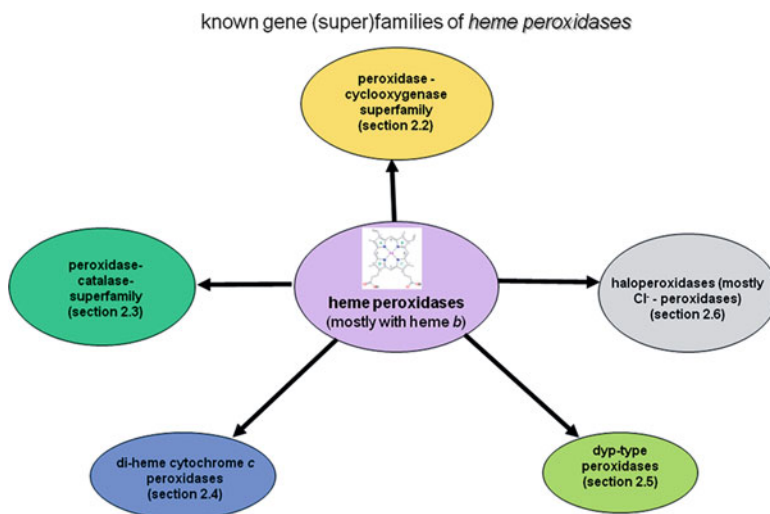 known gene (super)families of heme peroxidases
peroxidase -
cyclooxygenase
superfamily
(section 2.2)
peroxidase-
catalase-
superfamily
(section 2.3)
heme peroxidases
(mostly with heme b)
haloperoxidases (mostly
Cl⁻ - peroxidases)
(section 2.6)
di-heme cytochrome c
peroxidases
(section 2.4)
dyp-type
peroxidases
(section 2.5)